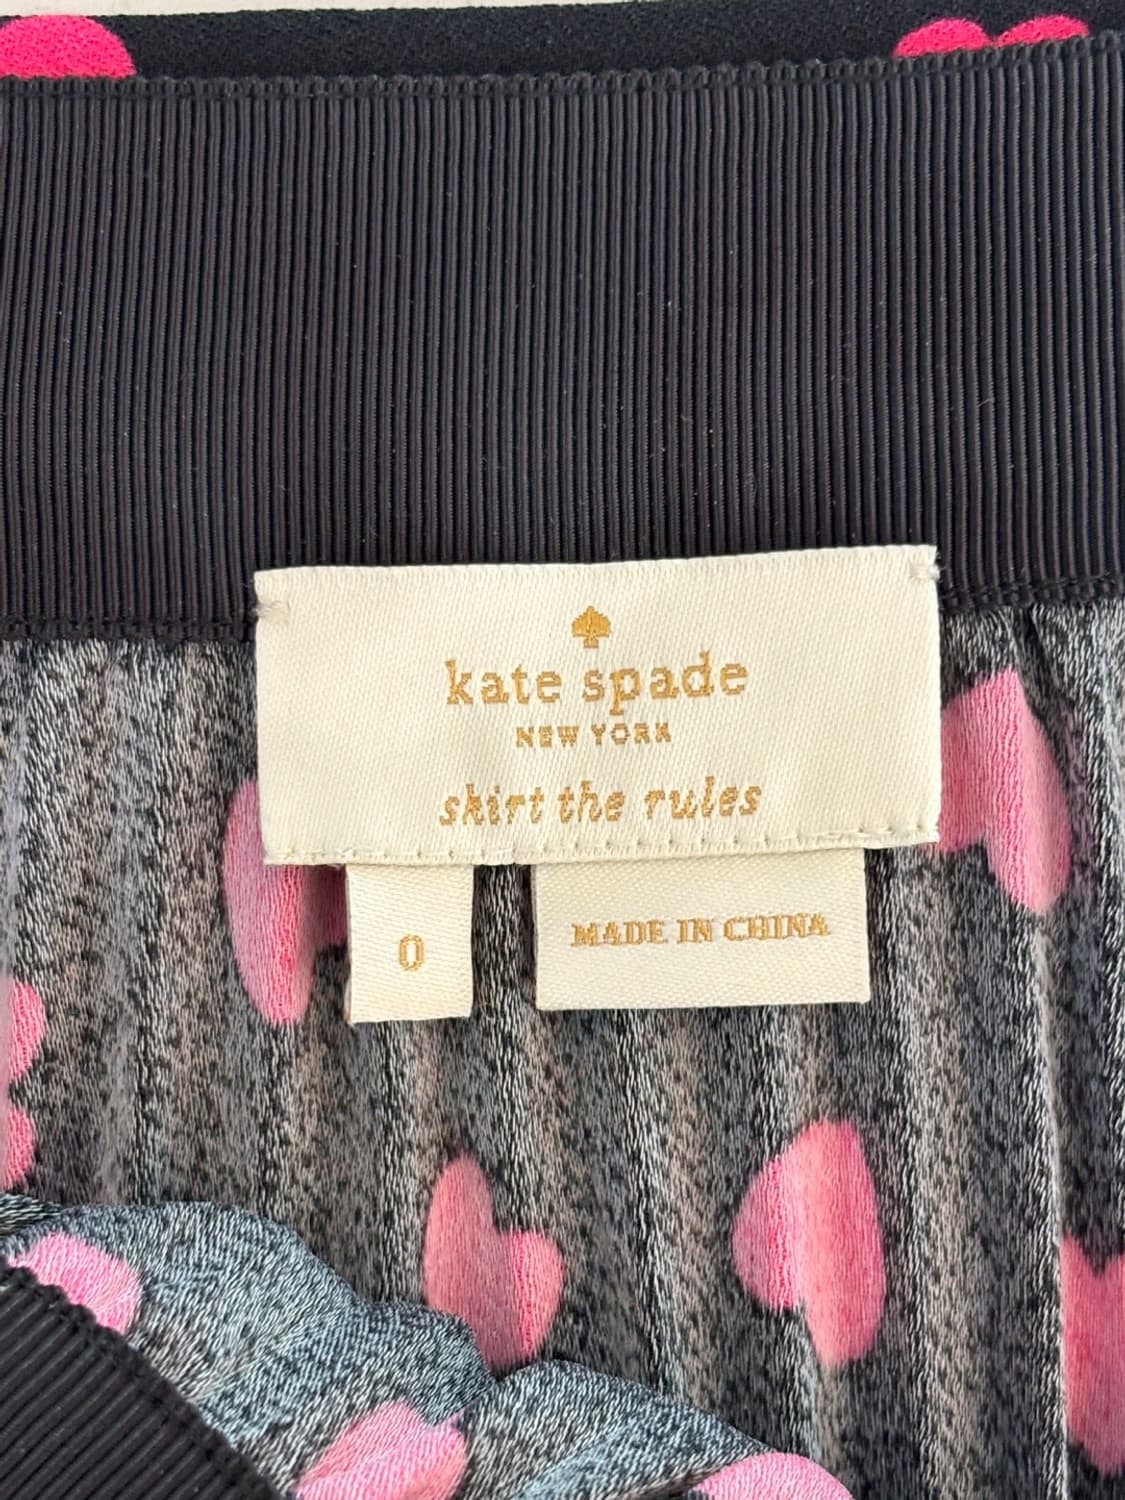 kate spade
NEW YORK
skirt the rules
0
MADE IN CHINA